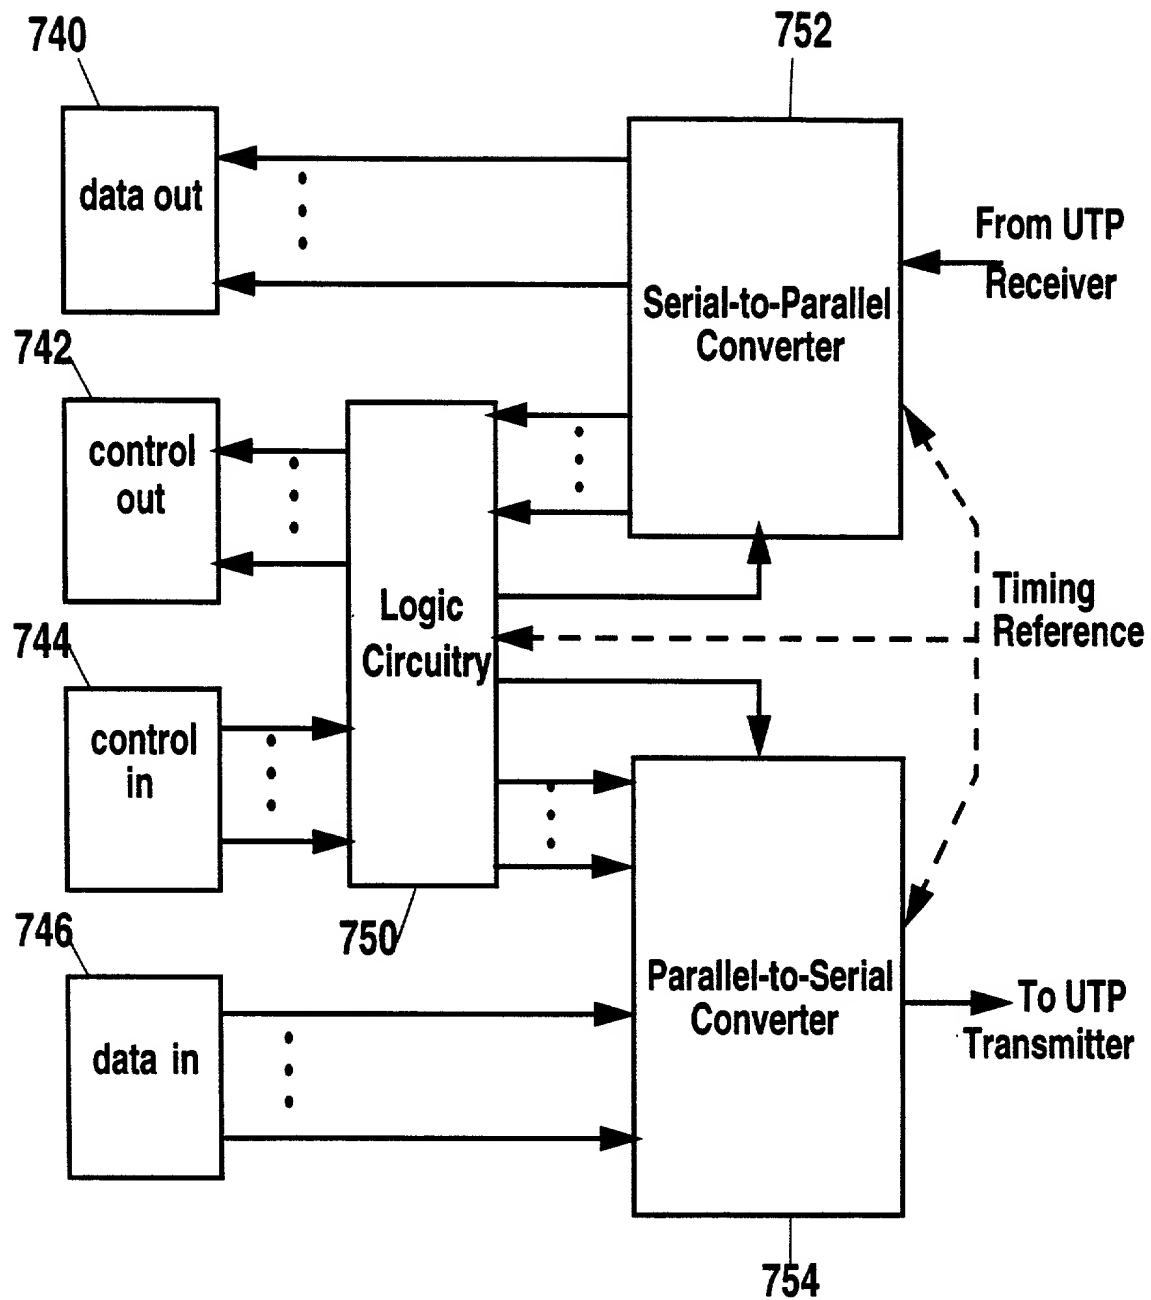 740
752
data out
From UTP
Receiver
Serial-to-Parallel
Converter
742
control
out
Logic
Circuitry
Timing
Reference
744
control
in
746
750
Parallel-to-Serial
Converter
To UTP
Transmitter
data in
754